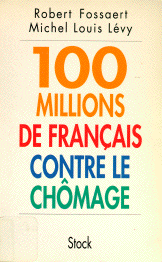 Robert Fossaert
Michel Louis Lévy
100
MILLIONS
DE FRANÇAIS
CONTRE LE
CHÔMAGE
Stock